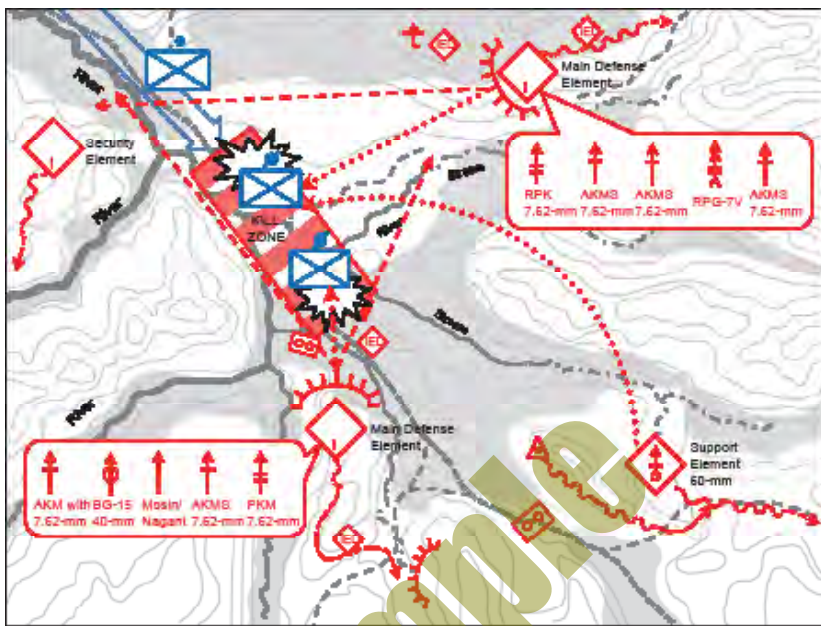 IED
IED
River
Main Defense
Element
Security
Element
RPK
7.62-mm
AKMS
7.62-mm
AKMS
7.62-mm
RPG-7V
AKMS
7.62-mm
River
KILL
ZONE
River
IED
River
Main Defense
Element
Support
Element
60-mm
AKM with
7.62-mm
BG-15
40-mm
Mosin/
Nagant
AKMS
7.62-mm
PKM
7.62-mm
IED